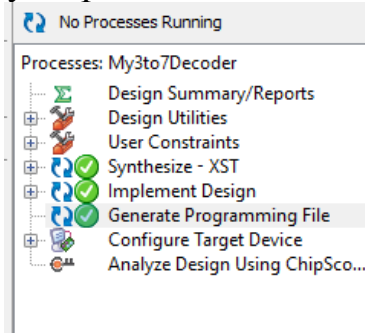 No Processes Running
Processes: My3to7Decoder
Design Summary/Reports
Design Utilities
User Constraints
Synthesize - XST
Implement Design
Generate Programming File
Configure Target Device
Analyze Design Using ChipSco...